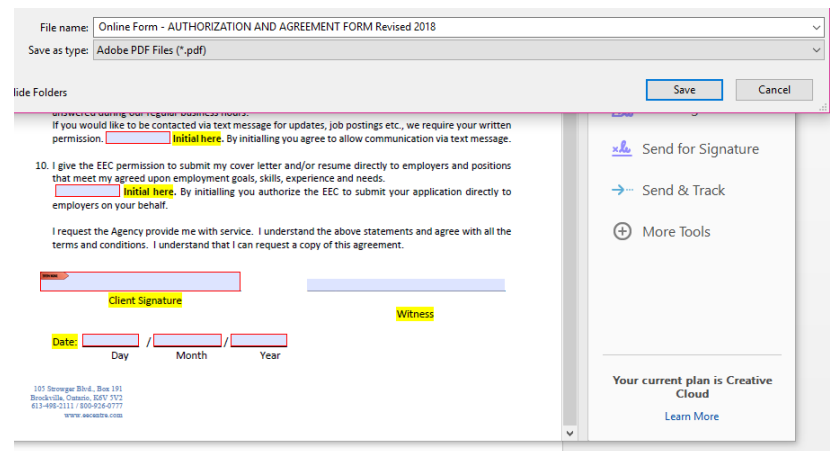 File name: Online Form - AUTHORIZATION AND AGREEMENT FORM Revised 2018
Save as type: Adobe PDF Files (*.pdf)
lide Folders
Save Cancel
answered during our regular business hours.
If you would like to be contacted via text message for updates, job postings etc., we require your written
permission. Initial here. By initialling you agree to allow communication via text message.
10. I give the EEC permission to submit my cover letter and/or resume directly to employers and positions
that meet my agreed upon employment goals, skills, experience and needs.
Initial here. By initialling you authorize the EEC to submit your application directly to
employers on your behalf.
I request the Agency provide me with service. I understand the above statements and agree with all the
terms and conditions. I understand that I can request a copy of this agreement.
Client Signature
Witness
Date: / /
Day Month Year
105 Strowger Blvd., Box 191
Brockville, Ontario, K6V 5V2
613-498-2111 / 800-926-0777
www.eecentre.com
Send for Signature
Send & Track
More Tools
Your current plan is Creative
Cloud
Learn More